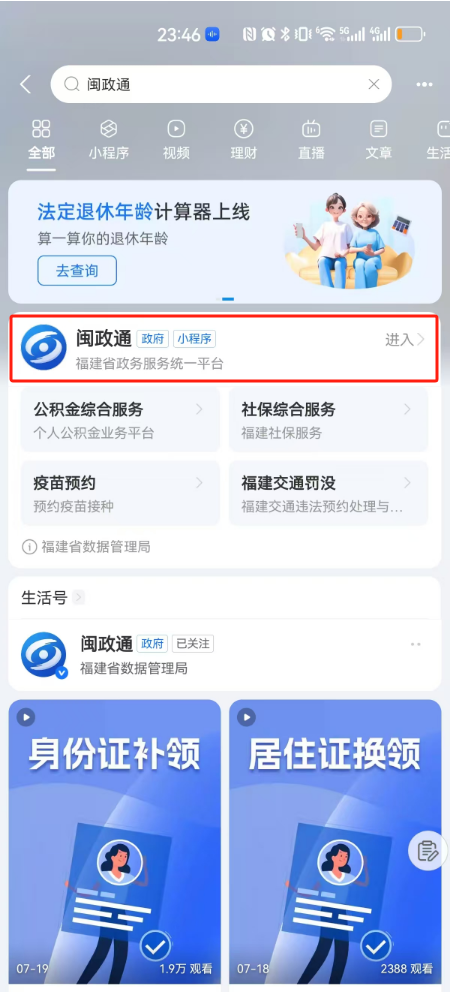 23:46
6
5G
4G
闽政通
全部
小程序
视频
理财
直播
文章
生活
法定退休年龄计算器上线
算一算你的退休年龄
去查询
闽政通 政府 小程序
进入
福建省政务服务统一平台
公积金综合服务
个人公积金业务平台
社保综合服务
福建社保服务
疫苗预约
预约疫苗接种
福建交通罚没
福建交通违法预约处理与...
福建省数据管理局
生活号
闽政通 政府 已关注
福建省数据管理局
身份证补领
07-19
1.9万 观看
居住证换领
07-18
2388 观看